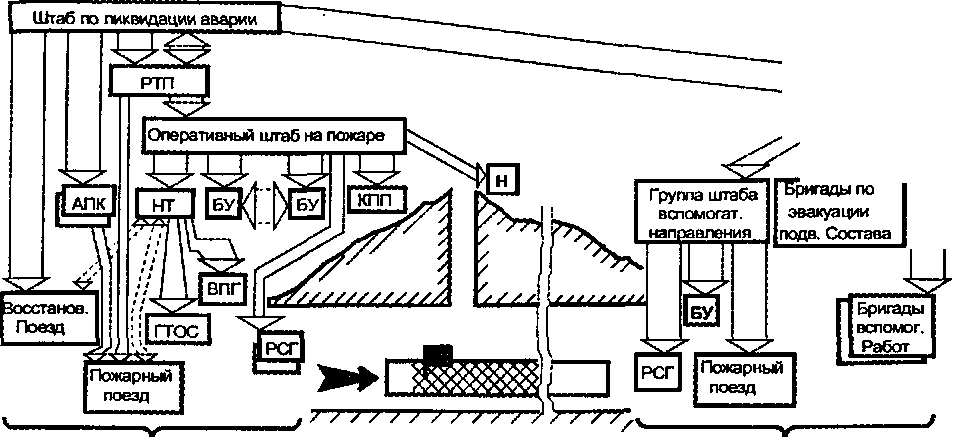 Штаб по ликвидации аварии
РТП
Оперативный штаб на пожаре
Н
АПК
НТ
БУ
БУ
КПП
Группа штаба
вспомогат.
направления
Бригады по
эвакуации
подв. Состава
ВПГ
Восстанов.
Поезд
ГТОС
РСГ
БУ
Бригады
вспомог.
Работ
Пожарный
поезд
РСГ
Пожарный
поезд